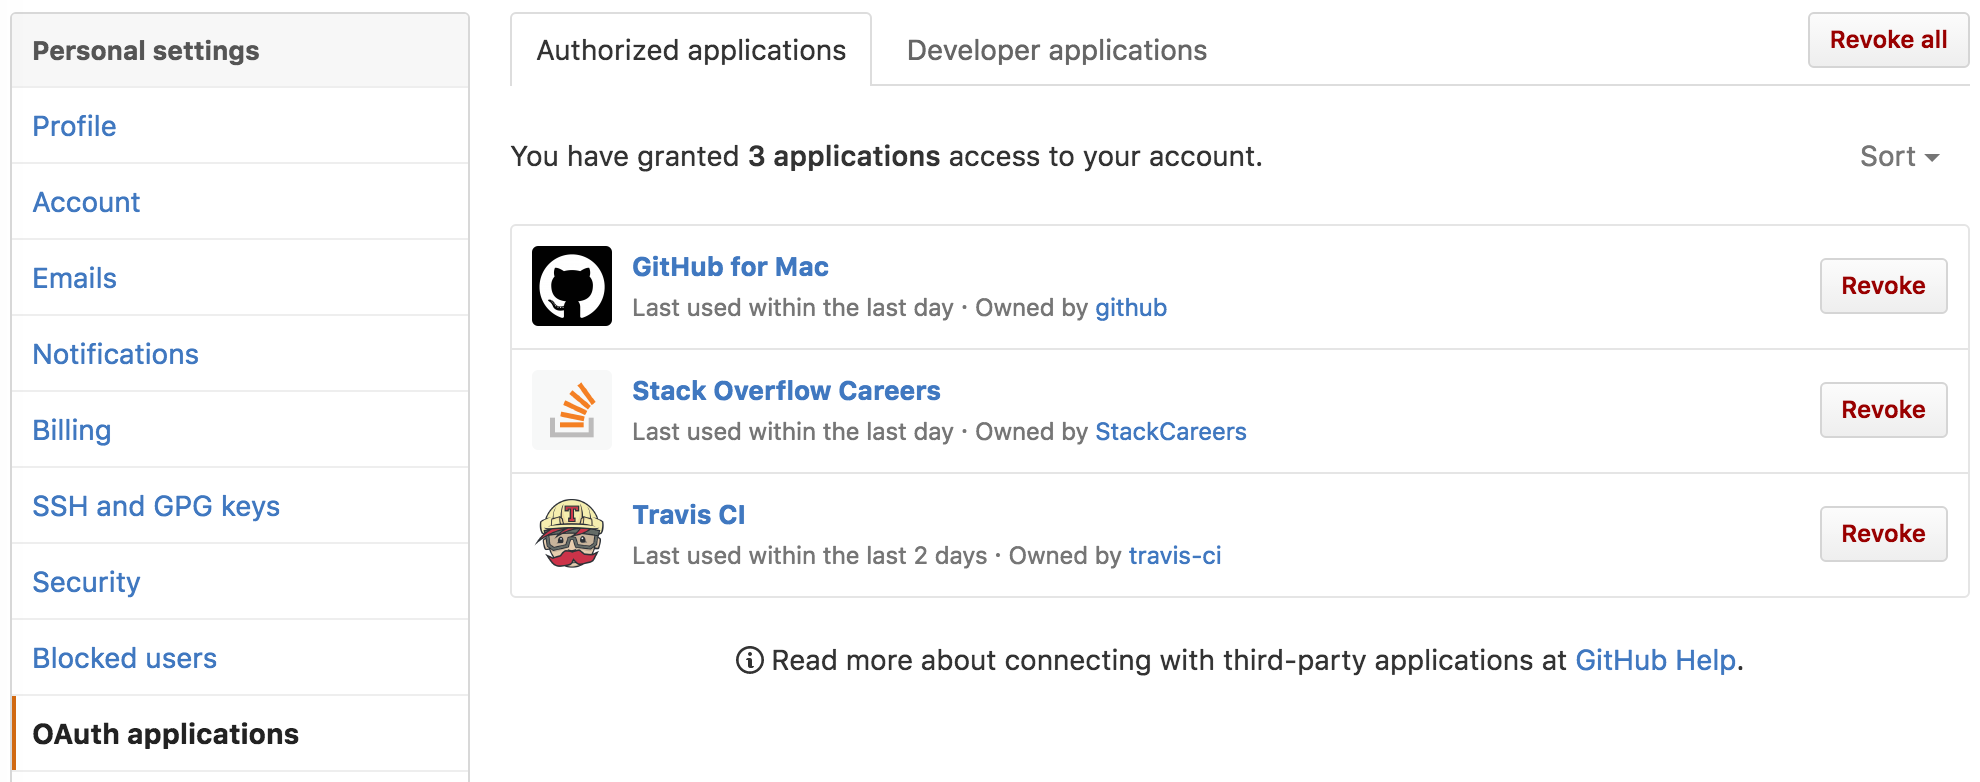 Personal settings
Profile
Account
Emails
Notifications
Billing
SSH and GPG keys
Security
Blocked users
OAuth applications
Authorized applications
Developer applications
Revoke all
You have granted 3 applications access to your account.
Sort
GitHub for Mac
Last used within the last day · Owned by github
Revoke
Stack Overflow Careers
Last used within the last day · Owned by StackCareers
Revoke
T
Travis CI
Last used within the last 2 days · Owned by travis-ci
Revoke
Read more about connecting with third-party applications at GitHub Help.